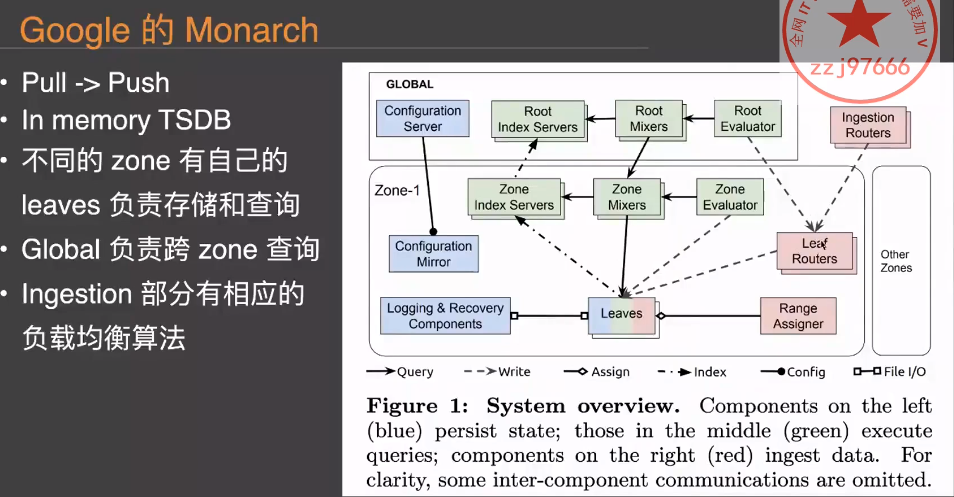 Google 的 Monarch
• Pull -> Push
• In memory TSDB
• 不同的 zone 有自己的
leaves 负责存储和查询
• Global 负责跨 zone 查询
• Ingestion 部分有相应的
负载均衡算法
全网IT
需要加V
zzj97666
GLOBAL
Configuration
Server
Root
Index Servers
Root
Mixers
Root
Evaluator
Ingestion
Routers
Zone-1
Zone
Index Servers
Zone
Mixers
Zone
Evaluator
Configuration
Mirror
Leaf
Routers
Other
Zones
Logging & Recovery
Components
Leaves
Range
Assigner
Query
Write
Assign
Index
Config
File I/O
Figure 1: System overview. Components on the left
(blue) persist state; those in the middle (green) execute
queries; components on the right (red) ingest data. For
clarity, some inter-component communications are omitted.